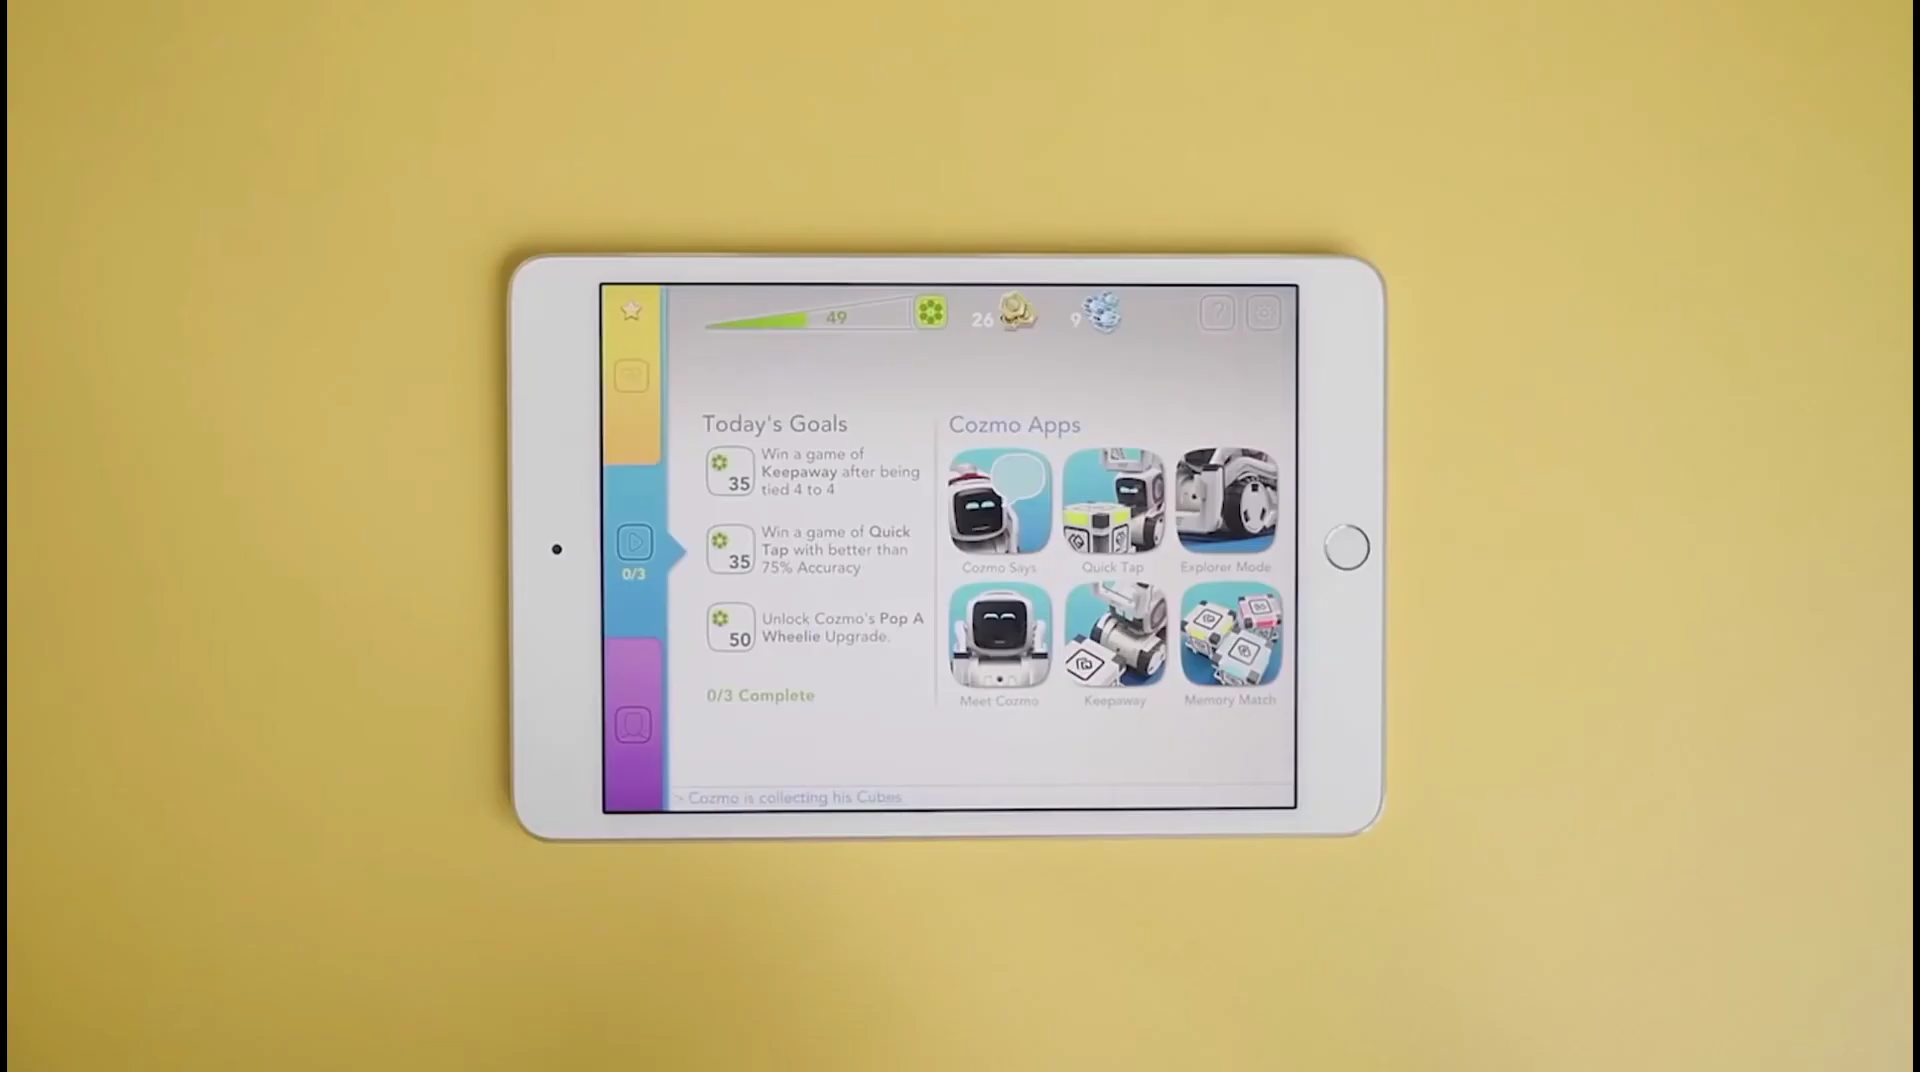 49
26
9
?
Today's Goals
35
Win a game of
Keepaway after being
tied 4 to 4
35
Win a game of Quick
Tap with better than
75% Accuracy
50
Unlock Cozmo's Pop A
Wheelie Upgrade.
0/3 Complete
0/3
Cozmo Apps
Cozmo Says
Quick Tap
Explorer Mode
Meet Cozmo
Keepaway
Memory Match
> Cozmo is collecting his Cubes